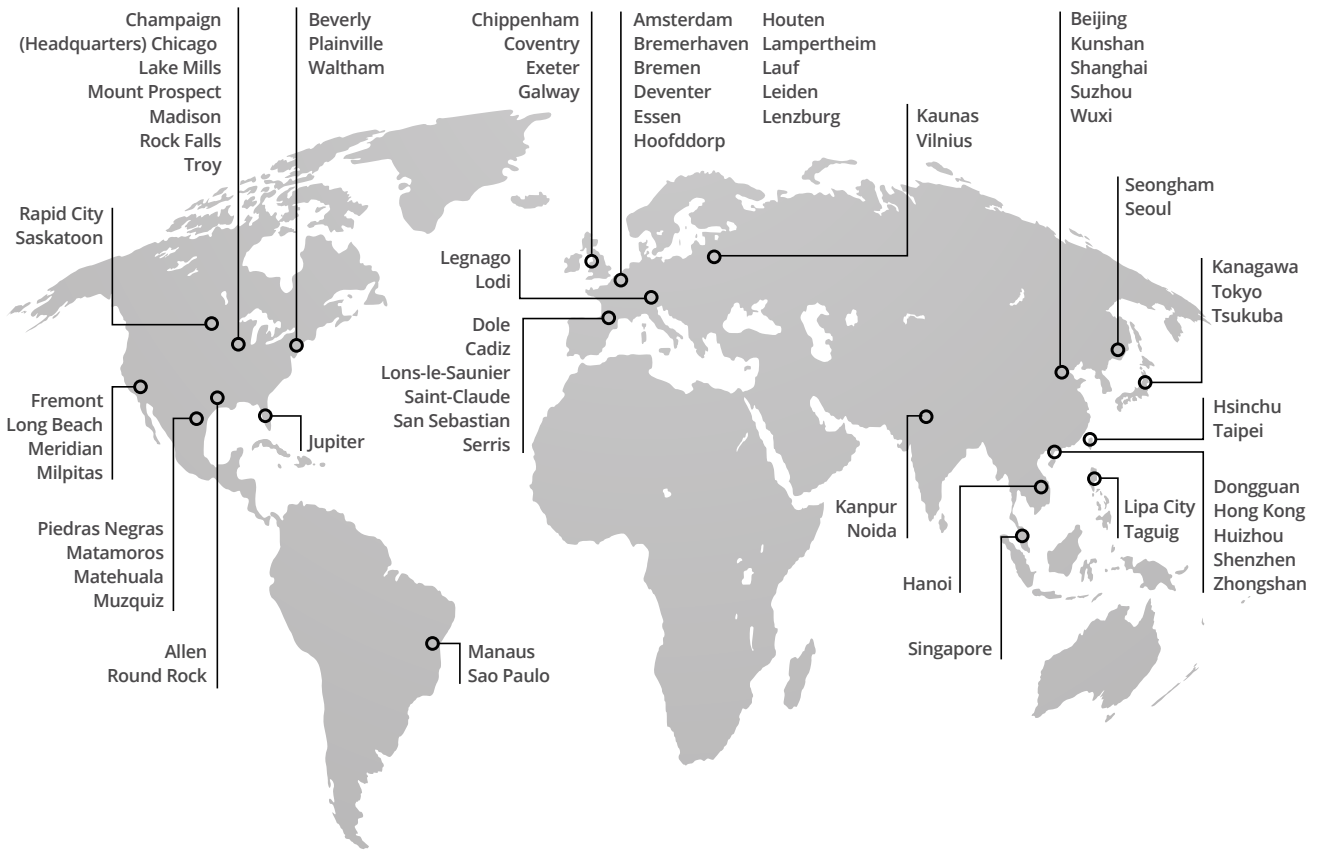 Champaign
(Headquarters) Chicago
Lake Mills
Mount Prospect
Madison
Rock Falls
Troy
Beverly
Plainville
Waltham
Chippenham
Coventry
Exeter
Galway
Amsterdam
Bremerhaven
Bremen
Deventer
Essen
Hoofddorp
Houten
Lampertheim
Lauf
Leiden
Lenzburg
Kaunas
Vilnius
Beijing
Kunshan
Shanghai
Suzhou
Wuxi
Seongham
Seoul
Rapid City
Saskatoon
Legnago
Lodi
Kanagawa
Tokyo
Tsukuba
Dole
Cadiz
Lons-le-Saunier
Saint-Claude
San Sebastian
Serris
Fremont
Long Beach
Meridian
Milpitas
Jupiter
Hsinchu
Taipei
Piedras Negras
Matamoros
Matehuala
Muzquiz
Kanpur
Noida
Lipa City
Taguig
Dongguan
Hong Kong
Huizhou
Shenzhen
Zhongshan
Hanoi
Allen
Round Rock
Manaus
Sao Paulo
Singapore